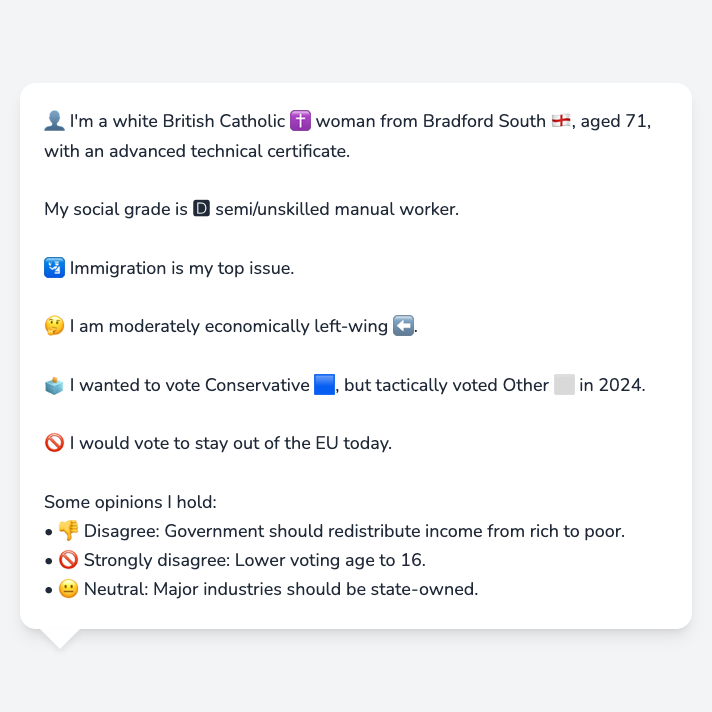 👤 I'm a white British Catholic ✝️ woman from Bradford South 🏴󠁧󠁢󠁥󠁮󠁧󠁿, aged 71,
with an advanced technical certificate.
My social grade is 🅳 semi/unskilled manual worker.
🛂 Immigration is my top issue.
🤔 I am moderately economically left-wing ⬅️.
🗳️ I wanted to vote Conservative 🟦, but tactically voted Other ⬜ in 2024.
🚫 I would vote to stay out of the EU today.
Some opinions I hold:
• 👎 Disagree: Government should redistribute income from rich to poor.
• 🚫 Strongly disagree: Lower voting age to 16.
• 😐 Neutral: Major industries should be state-owned.